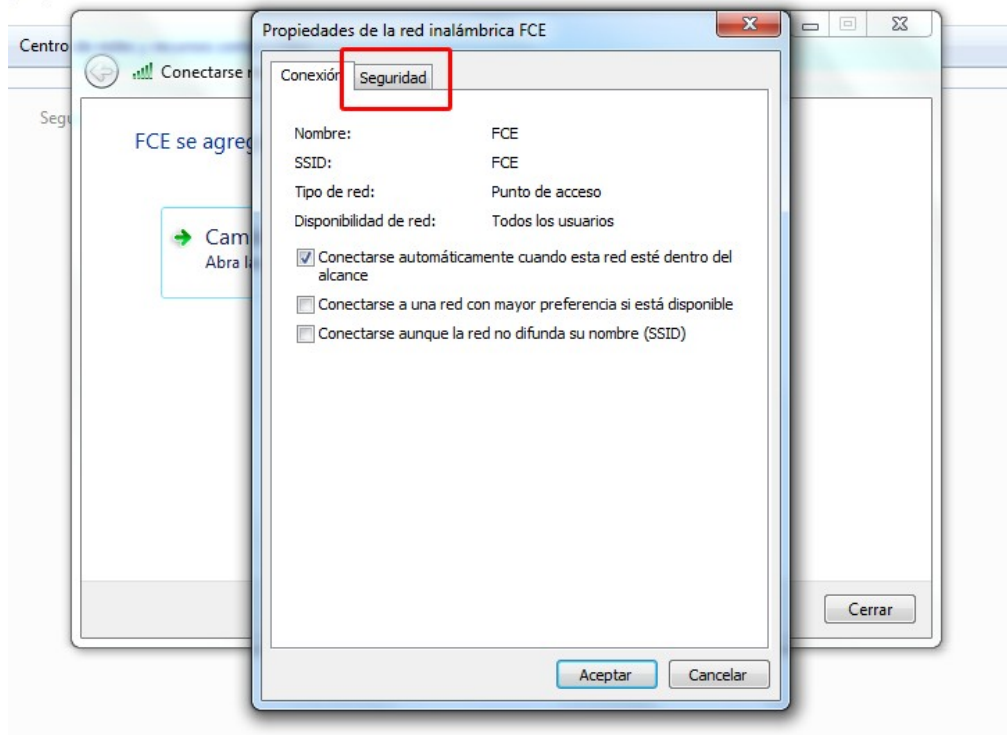 Propiedades de la red inalámbrica FCE
Centro
Conectarse
Conexión
Seguridad
FCE se
Nombre: FCE
SSID: FCE
Tipo de red: Punto de acceso
Disponibilidad de red: Todos los usuarios
Abra
Conectarse automáticamente cuando esta red esté dentro del
alcance
Conectarse a una red con mayor preferencia si está disponible
Conectarse aunque la red no difunda su nombre (SSID)
Cerrar
Aceptar
Cancelar